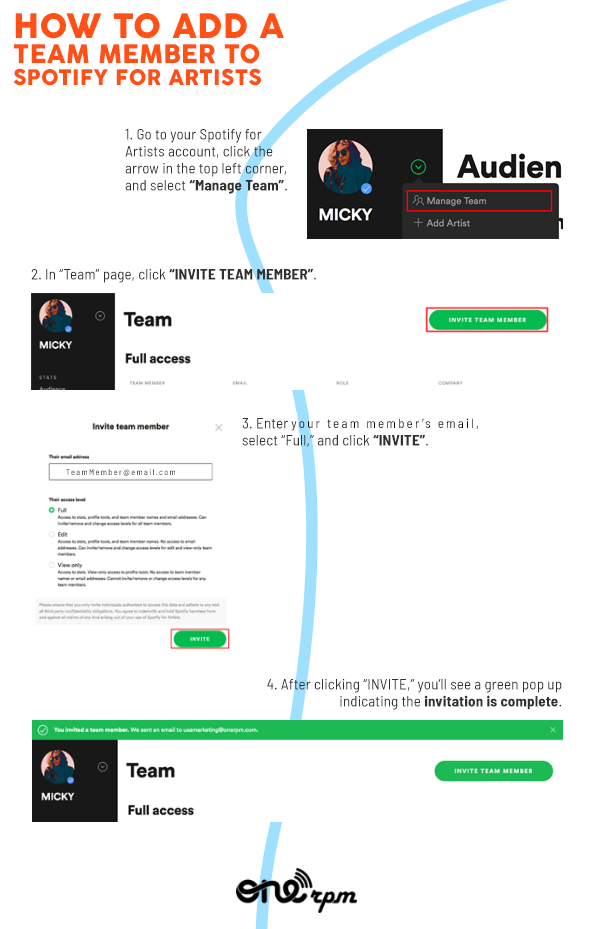 HOW TO ADD A
TEAM MEMBER TO
SPOTIFY FOR ARTISTS
1. Go to your Spotify for
Artists account, click the
arrow in the top left corner,
and select “Manage Team”.
Audien
MICKY
Manage Team
+ Add Artist
2. In “Team” page, click “INVITE TEAM MEMBER”.
Team
INVITE TEAM MEMBER
MICKY
Full access
STATS
Audience
TEAM MEMBER EMAIL ROLE COMPANY
Invite team member
3. Enter your team member’s email,
select “Full,” and click “INVITE”.
Their email address
TeamMember@email.com
Their access level
Full
Access to stats, profile tools, and team member names and email addresses. Can
invite/remove and change access levels for all team members.
Edit
Access to stats, profile tools, and team member names. No access to email
addresses. Can invite/remove and change access levels for edit and view only team
members.
View only
Access to stats. View only access to profile tools. No access to team member
names or email addresses. Cannot invite/remove or change access levels for any
team members.
Please ensure that you only invite individuals authorized to access this data and adhere to any and
all third party confidentiality obligations. You agree to indemnify and hold Spotify harmless from
and against all claims of any kind arising out of your use of Spotify for Artists.
INVITE
4. After clicking “INVITE,” you’ll see a green pop up
indicating the invitation is complete.
You invited a team member. We sent an email to usamarketing@onerpm.com.
Team
INVITE TEAM MEMBER
MICKY
Full access
one rpm